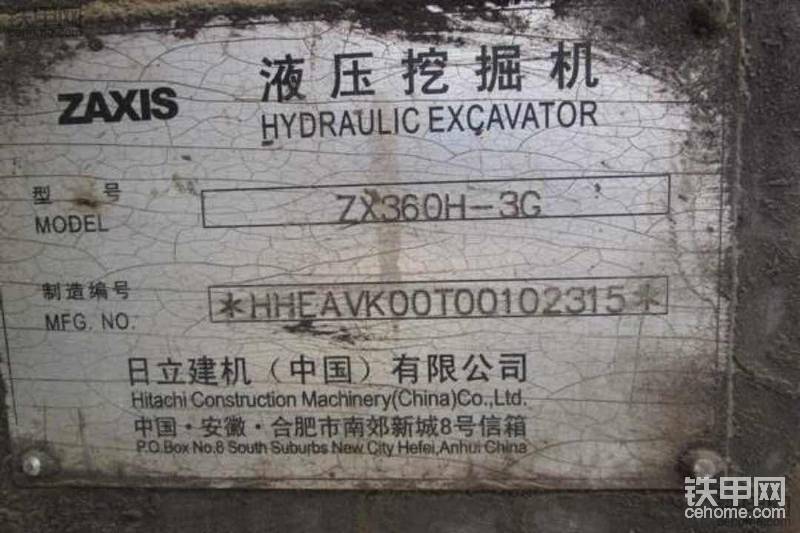 铁甲网
ZAXIS
液压挖掘机
HYDRAULIC EXCAVATOR
型 号
MODEL
ZX360H-3G
制造编号
MFG. NO.
*HHEAVK00T00102315*
日立建机（中国）有限公司
Hitachi Construction Machinery(China)Co.,Ltd.
中国·安徽·合肥市南郊新城8号信箱
P.O.Box No.8 South Suburbs New City Hefei,Anhui China
铁甲网
cehome.com